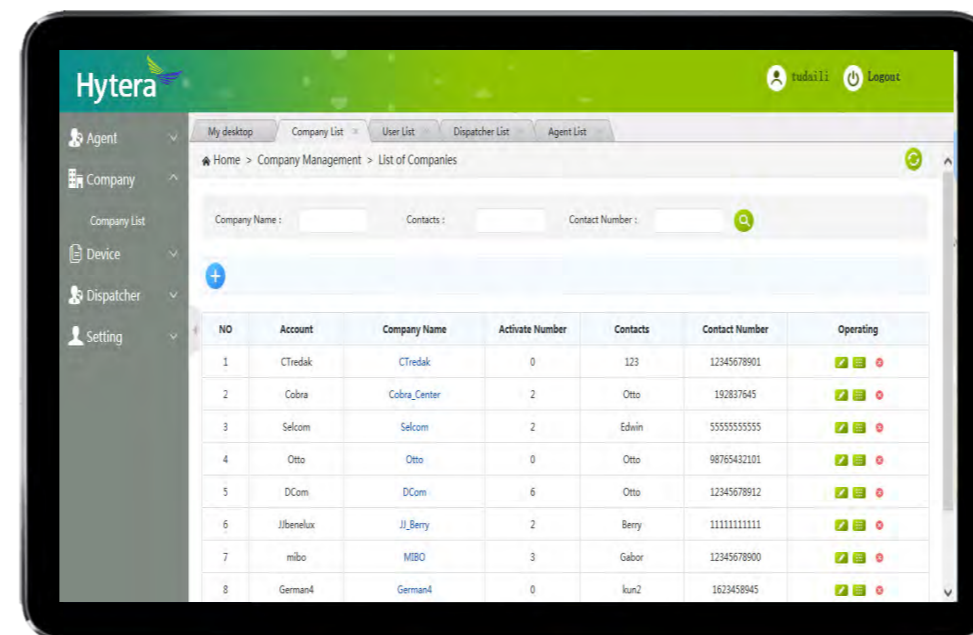 Hytera
tudaili Logout
Agent
Company
Company List
Device
Dispatcher
Setting
My desktop Company List User List Dispatcher List Agent List
Home > Company Management > List of Companies
Company Name : Contacts : Contact Number :
NO Account Company Name Activate Number Contacts Contact Number Operating
1 CTredak CTredak 0 123 12345678901
2 Cobra Cobra_Center 2 Otto 192837645
3 Selcom Selcom 2 Edwin 55555555555
4 Otto Otto 0 Otto 98765432101
5 DCom DCom 6 Otto 12345678912
6 JJbenelux JJ_Berry 2 Berry 11111111111
7 mibo MIBO 3 Gabor 12345678900
8 German4 German4 0 kun2 1623458945